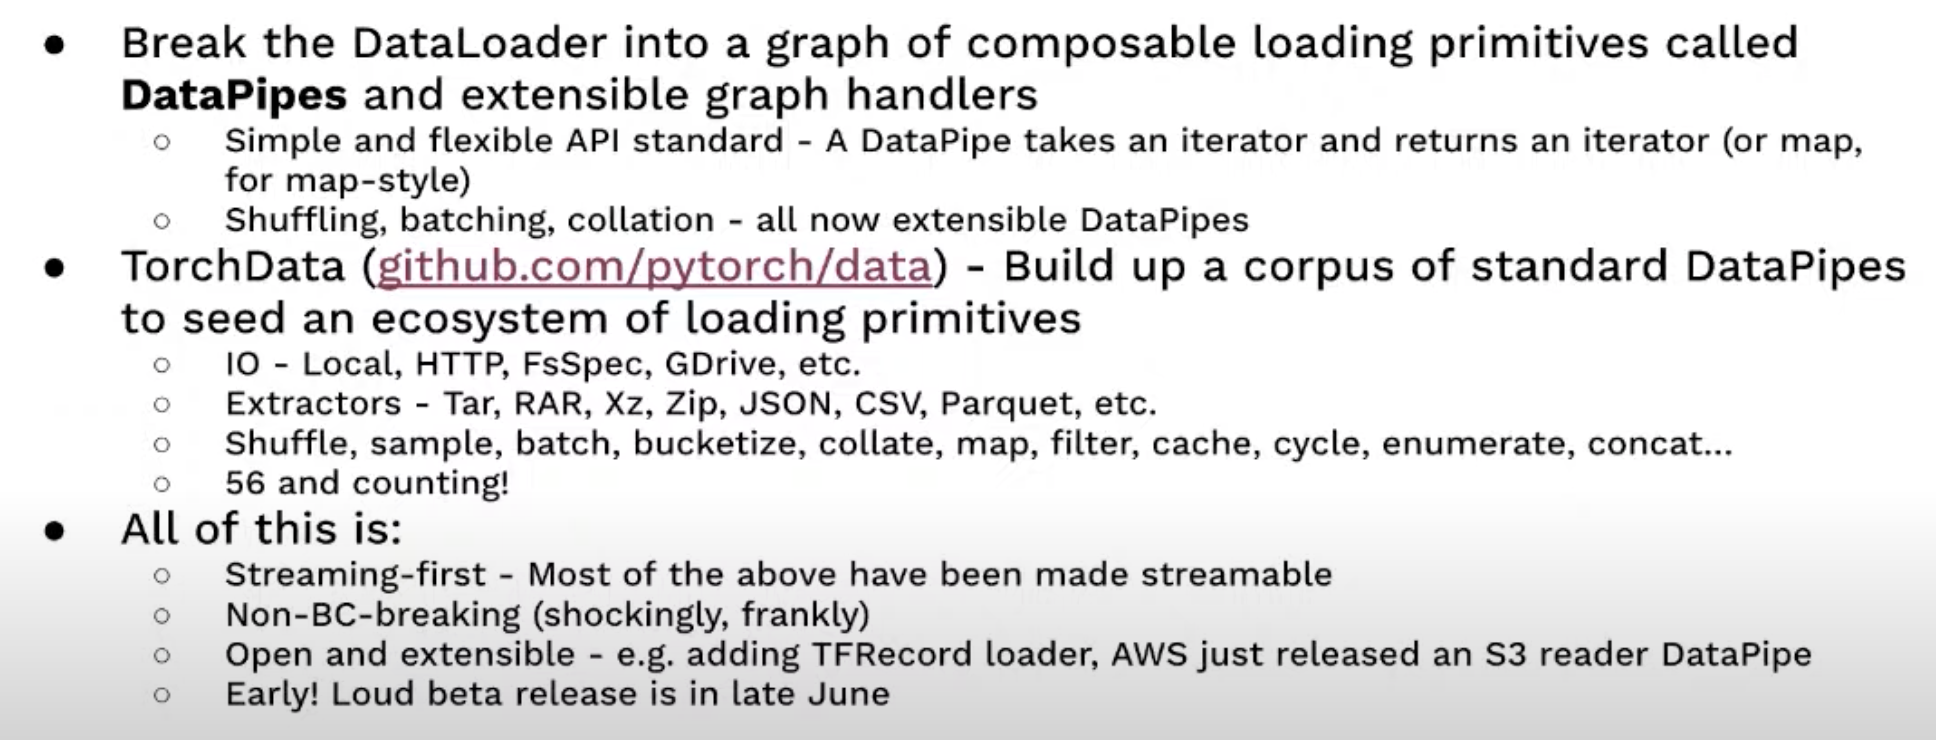 ● Break the DataLoader into a graph of composable loading primitives called
DataPipes and extensible graph handlers
○ Simple and flexible API standard - A DataPipe takes an iterator and returns an iterator (or map,
for map-style)
○ Shuffling, batching, collation - all now extensible DataPipes
● TorchData (github.com/pytorch/data) - Build up a corpus of standard DataPipes
to seed an ecosystem of loading primitives
○ IO - Local, HTTP, FsSpec, GDrive, etc.
○ Extractors - Tar, RAR, Xz, Zip, JSON, CSV, Parquet, etc.
○ Shuffle, sample, batch, bucketize, collate, map, filter, cache, cycle, enumerate, concat...
○ 56 and counting!
● All of this is:
○ Streaming-first - Most of the above have been made streamable
○ Non-BC-breaking (shockingly, frankly)
○ Open and extensible - e.g. adding TFRecord loader, AWS just released an S3 reader DataPipe
○ Early! Loud beta release is in late June